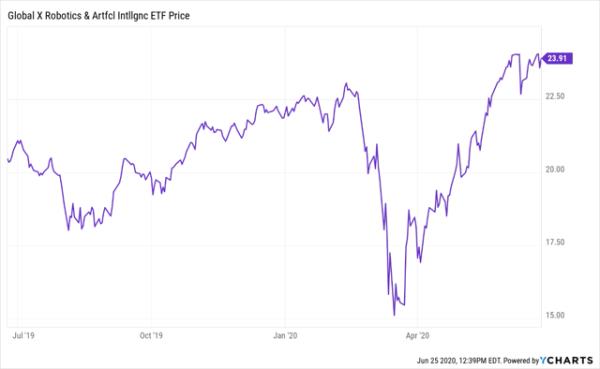 Global X Robotics & Artfcl Intllgnc ETF Price
23.91
22.50
20.00
17.50
15.00
Jul '19 Oct '19 Jan '20 Apr '20
Jun 25 2020, 12:39PM EDT. Powered by YCHARTS